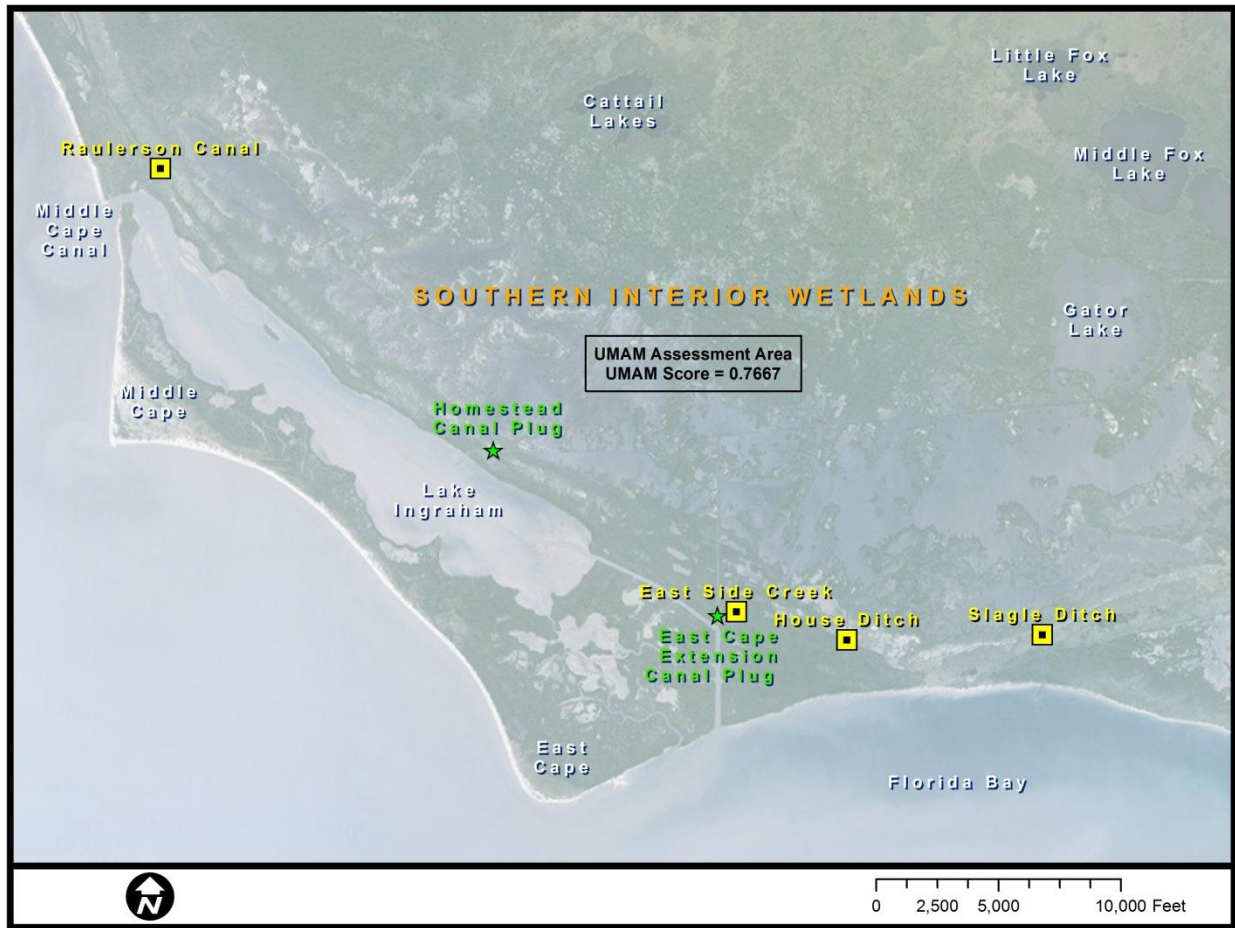 Little Fox
Lake
Cattail
Lakes
Raulerson Canal
Middle Fox
Lake
Middle
Cape
Canal
SOUTHERN INTERIOR WETLANDS
Gator
Lake
UMAM Assessment Area
UMAM Score = 0.7667
Middle
Cape
Homestead
Canal Plug
Lake
Ingraham
East Side Creek
House Ditch
Slagle Ditch
East Cape
Extension
Canal Plug
East
Cape
Florida Bay
N
0 2,500 5,000 10,000 Feet